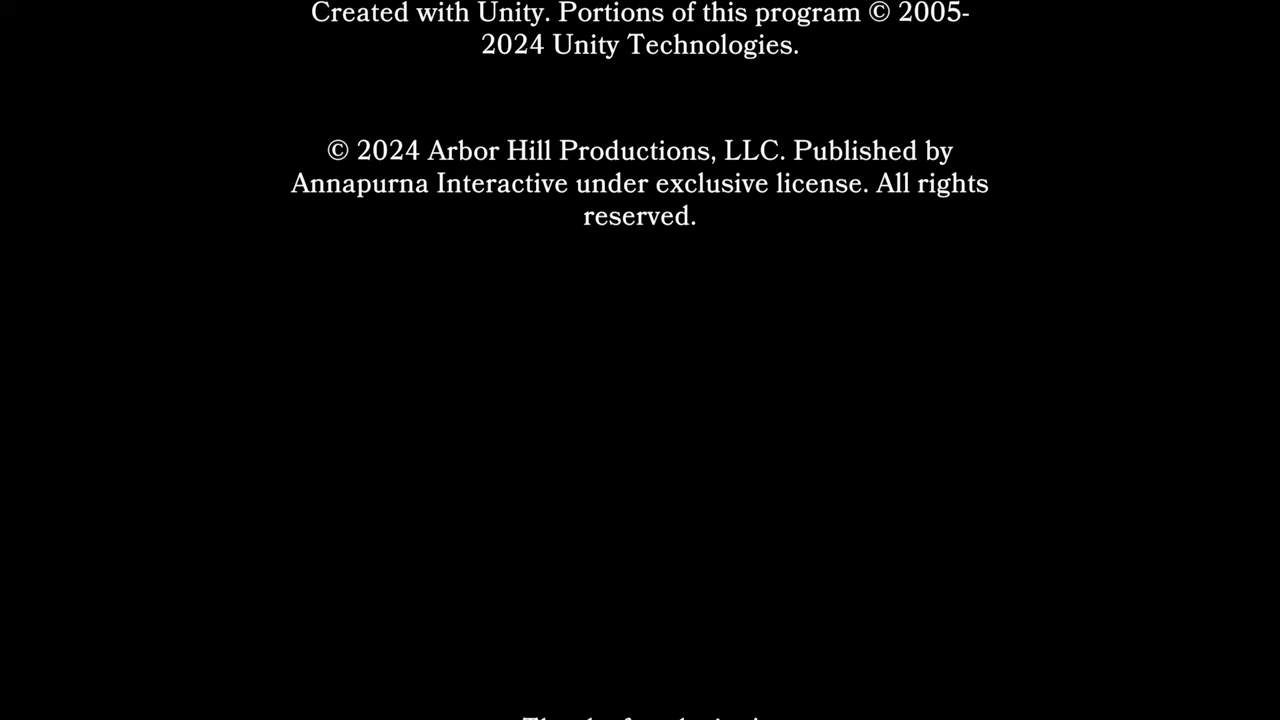 Created with Unity. Portions of this program © 2005-
2024 Unity Technologies.
© 2024 Arbor Hill Productions, LLC. Published by
Annapurna Interactive under exclusive license. All rights
reserved.